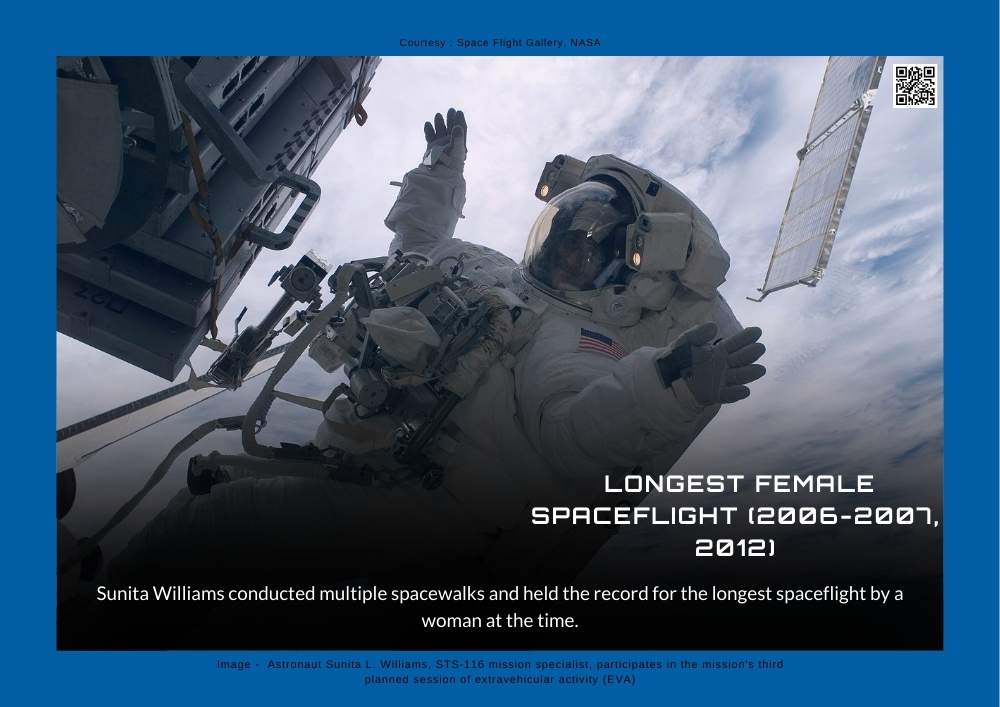 Courtesy : Space Flight Gallery, NASA
LONGEST FEMALE
SPACEFLIGHT (2006-2007,
2012)
Sunita Williams conducted multiple spacewalks and held the record for the longest spaceflight by a
woman at the time.
Image -  Astronaut Sunita L. Williams, STS-116 mission specialist, participates in the mission's third
planned session of extravehicular activity (EVA)